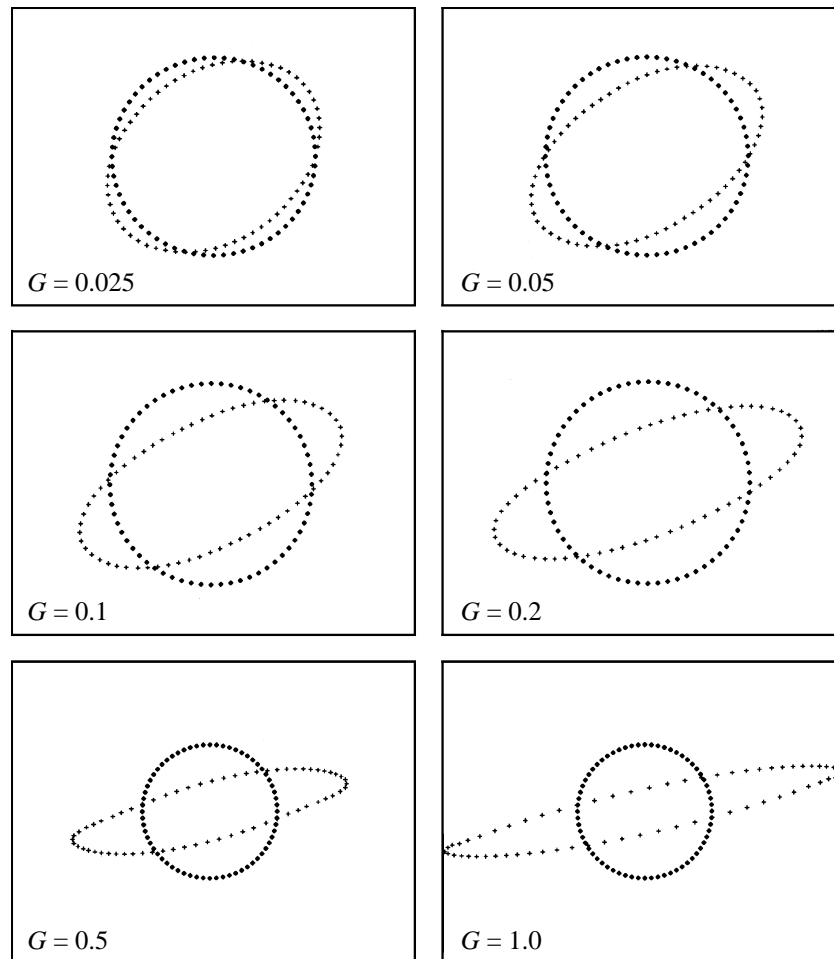 G = 0.025
G = 0.05
G = 0.1
G = 0.2
G = 0.5
G = 1.0